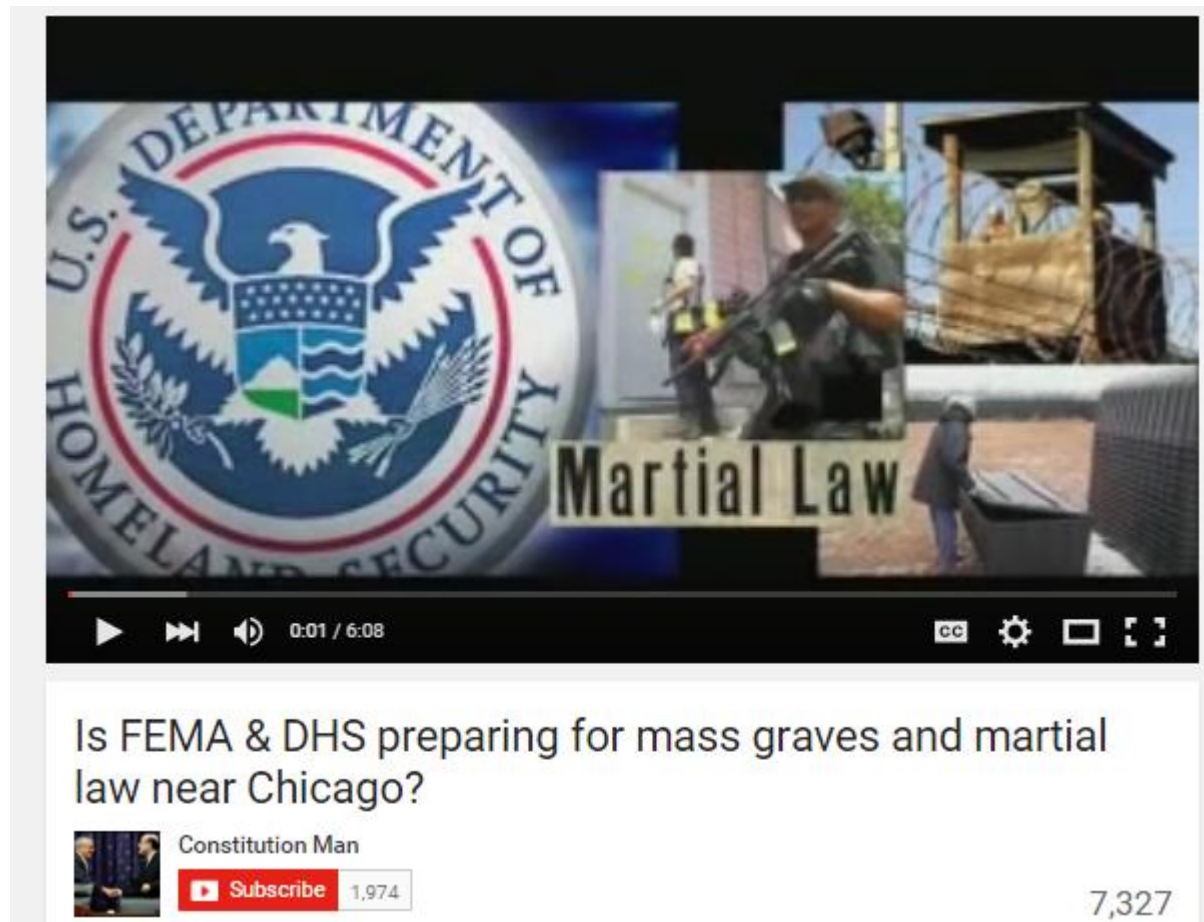 U.S. DEPARTMENT OF
HOMELAND SECURITY
Martial Law
0:01 / 6:08
CC
Is FEMA & DHS preparing for mass graves and martial
law near Chicago?
Constitution Man
Subscribe 1,974
7,327